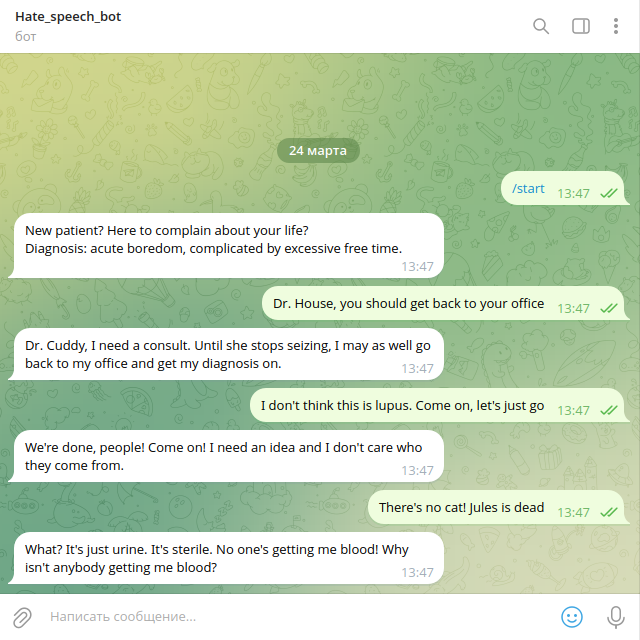 Hate_speech_bot
бот
24 марта
/start 13:47
New patient? Here to complain about your life?
Diagnosis: acute boredom, complicated by excessive free time.
13:47
Dr. House, you should get back to your office 13:47
Dr. Cuddy, I need a consult. Until she stops seizing, I may as well go
back to my office and get my diagnosis on. 13:47
I don't think this is lupus. Come on, let's just go 13:47
We're done, people! Come on! I need an idea and I don't care who
they come from. 13:47
There's no cat! Jules is dead 13:47
What? It's just urine. It's sterile. No one's getting me blood! Why
isn't anybody getting me blood? 13:47
Написать сообщение...